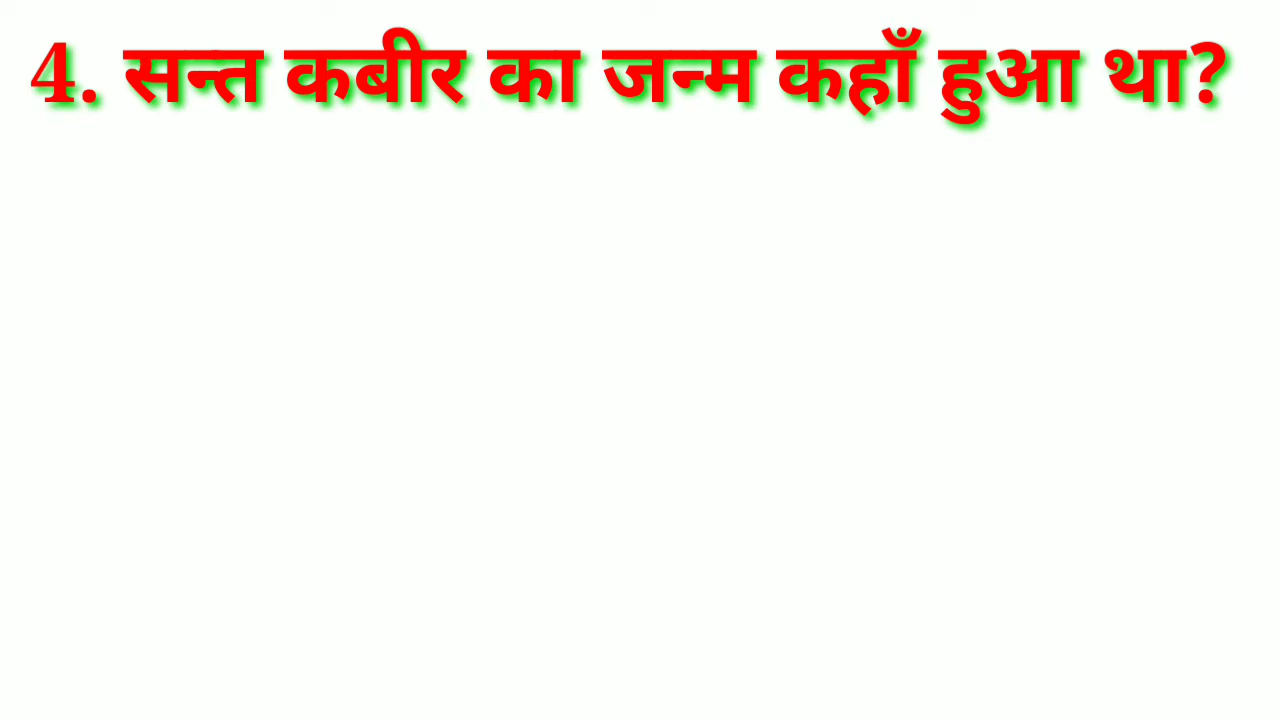 4. सन्त कबीर का जन्म कहाँ हुआ था?